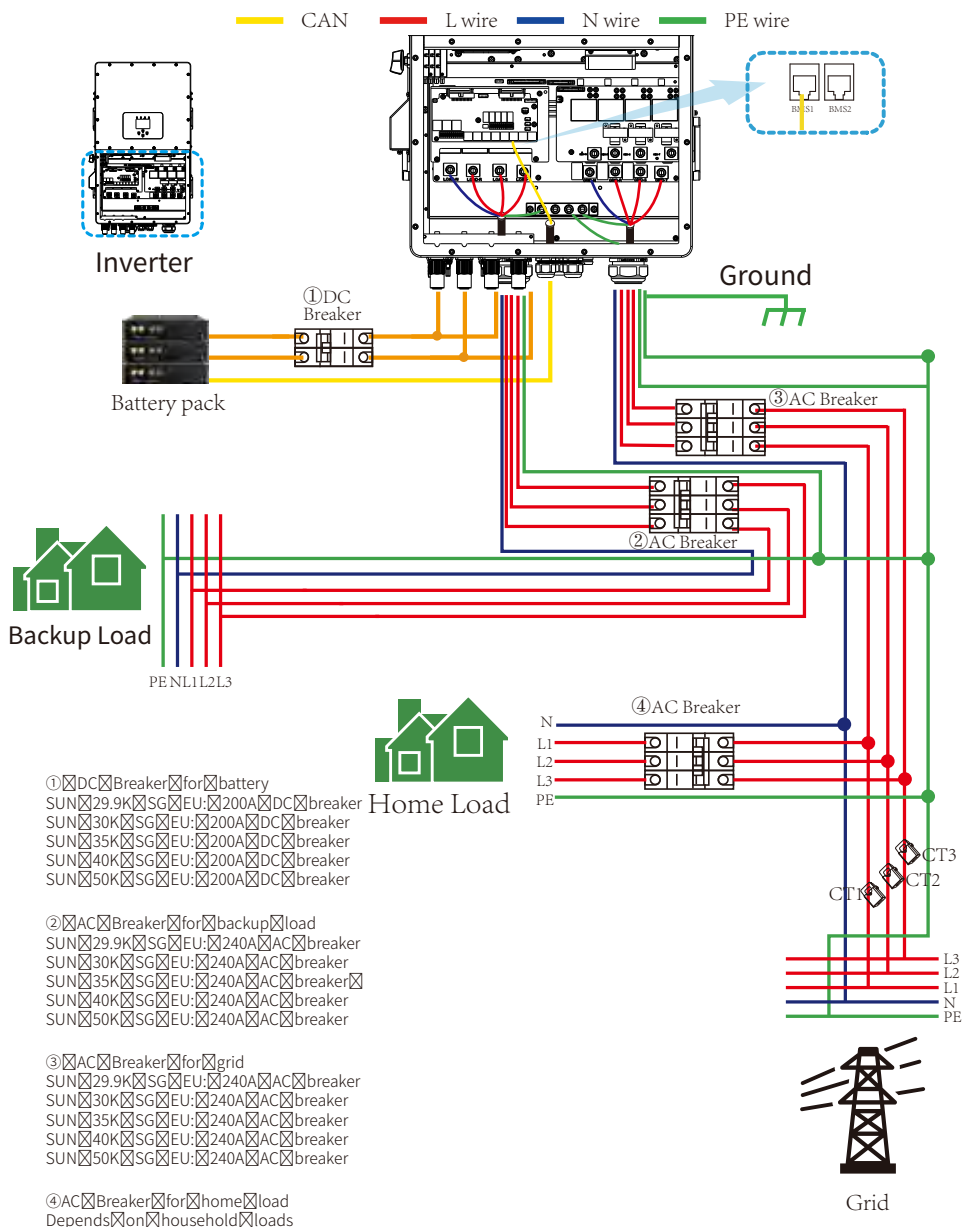 CAN L wire N wire PE wire
BMS1 BMS2
Inverter
Ground
①DC
Breaker
Battery pack
③AC Breaker
②AC Breaker
Backup Load
PE N L1 L2 L3
④AC Breaker
N
L1
L2
L3
PE
Home Load
CT3
CT2
CT1
L3
L2
L1
N
PE
Grid
①☒DC☒Breaker☒for☒battery
SUN☒29.9K☒SG☒EU:☒200A☒DC☒breaker
SUN☒30K☒SG☒EU:☒200A☒DC☒breaker
SUN☒35K☒SG☒EU:☒200A☒DC☒breaker
SUN☒40K☒SG☒EU:☒200A☒DC☒breaker
SUN☒50K☒SG☒EU:☒200A☒DC☒breaker
②☒AC☒Breaker☒for☒backup☒load
SUN☒29.9K☒SG☒EU:☒240A☒AC☒breaker
SUN☒30K☒SG☒EU:☒240A☒AC☒breaker
SUN☒35K☒SG☒EU:☒240A☒AC☒breaker☒
SUN☒40K☒SG☒EU:☒240A☒AC☒breaker
SUN☒50K☒SG☒EU:☒240A☒AC☒breaker
③☒AC☒Breaker☒for☒grid
SUN☒29.9K☒SG☒EU:☒240A☒AC☒breaker
SUN☒30K☒SG☒EU:☒240A☒AC☒breaker
SUN☒35K☒SG☒EU:☒240A☒AC☒breaker
SUN☒40K☒SG☒EU:☒240A☒AC☒breaker
SUN☒50K☒SG☒EU:☒240A☒AC☒breaker
④AC☒Breaker☒for☒home☒load
Depends☒on☒household☒loads